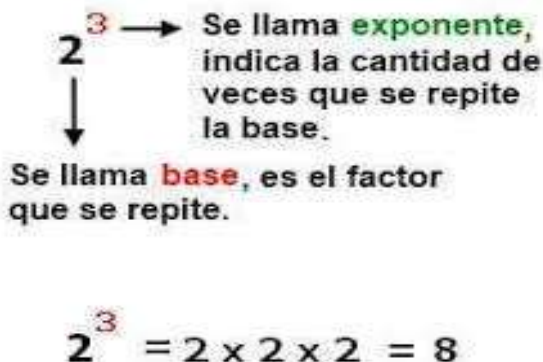 2³ → Se llama exponente,
indica la cantidad de
veces que se repite
la base.
Se llama base, es el factor
que se repite.
2³ = 2 x 2 x 2 = 8